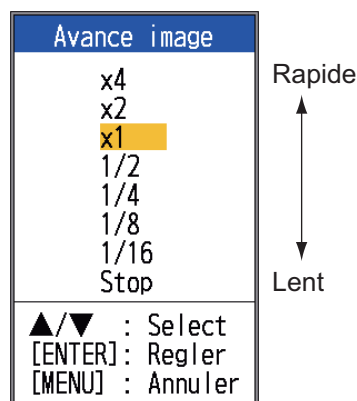 Avance image
x4
Rapide
x2
x1
1/2
1/4
1/8
1/16
Stop
Lent
▲/▼ : Select
[ENTER] : Regler
[MENU] : Annuler